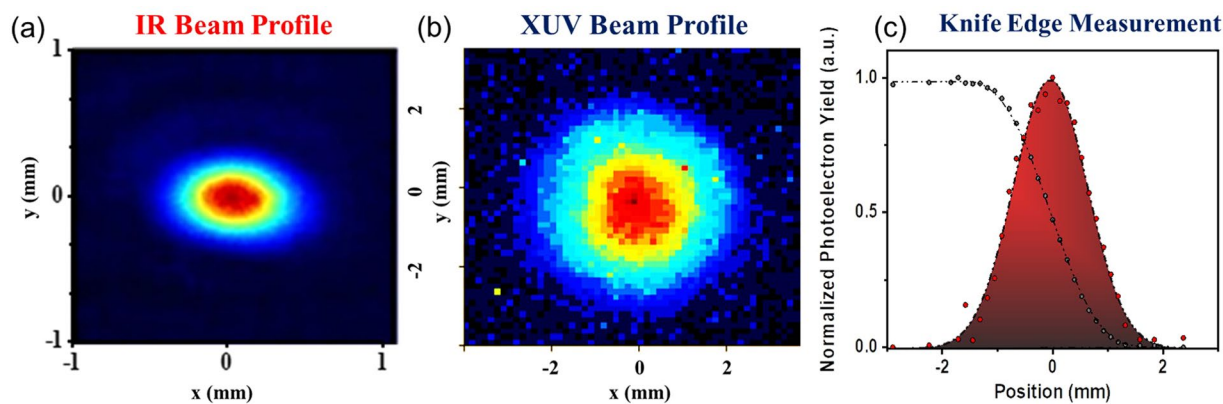 (a)
IR Beam Profile
1
0
-1
y (mm)
-1
0
1
x (mm)
(b)
XUV Beam Profile
2
0
-2
y (mm)
-2
0
2
x (mm)
(c)
Knife Edge Measurement
Normalized Photoelectron Yield (a.u.)
1.0
0.5
0.0
-2
0
2
Position (mm)